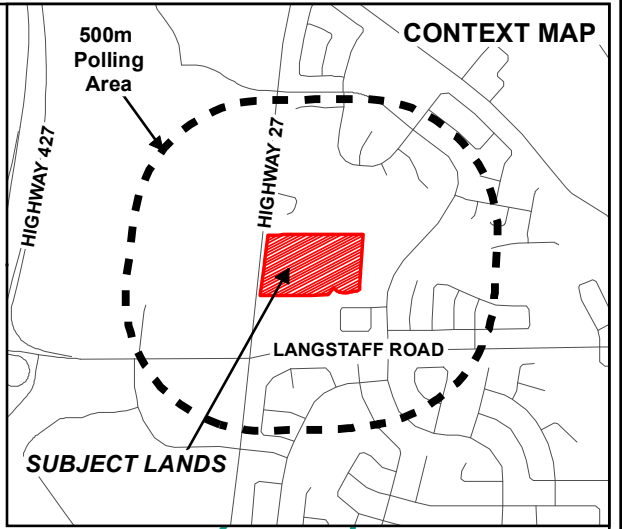 CONTEXT MAP
500m
Polling
Area
HIGHWAY 427
HIGHWAY 27
LANGSTAFF ROAD
SUBJECT LANDS